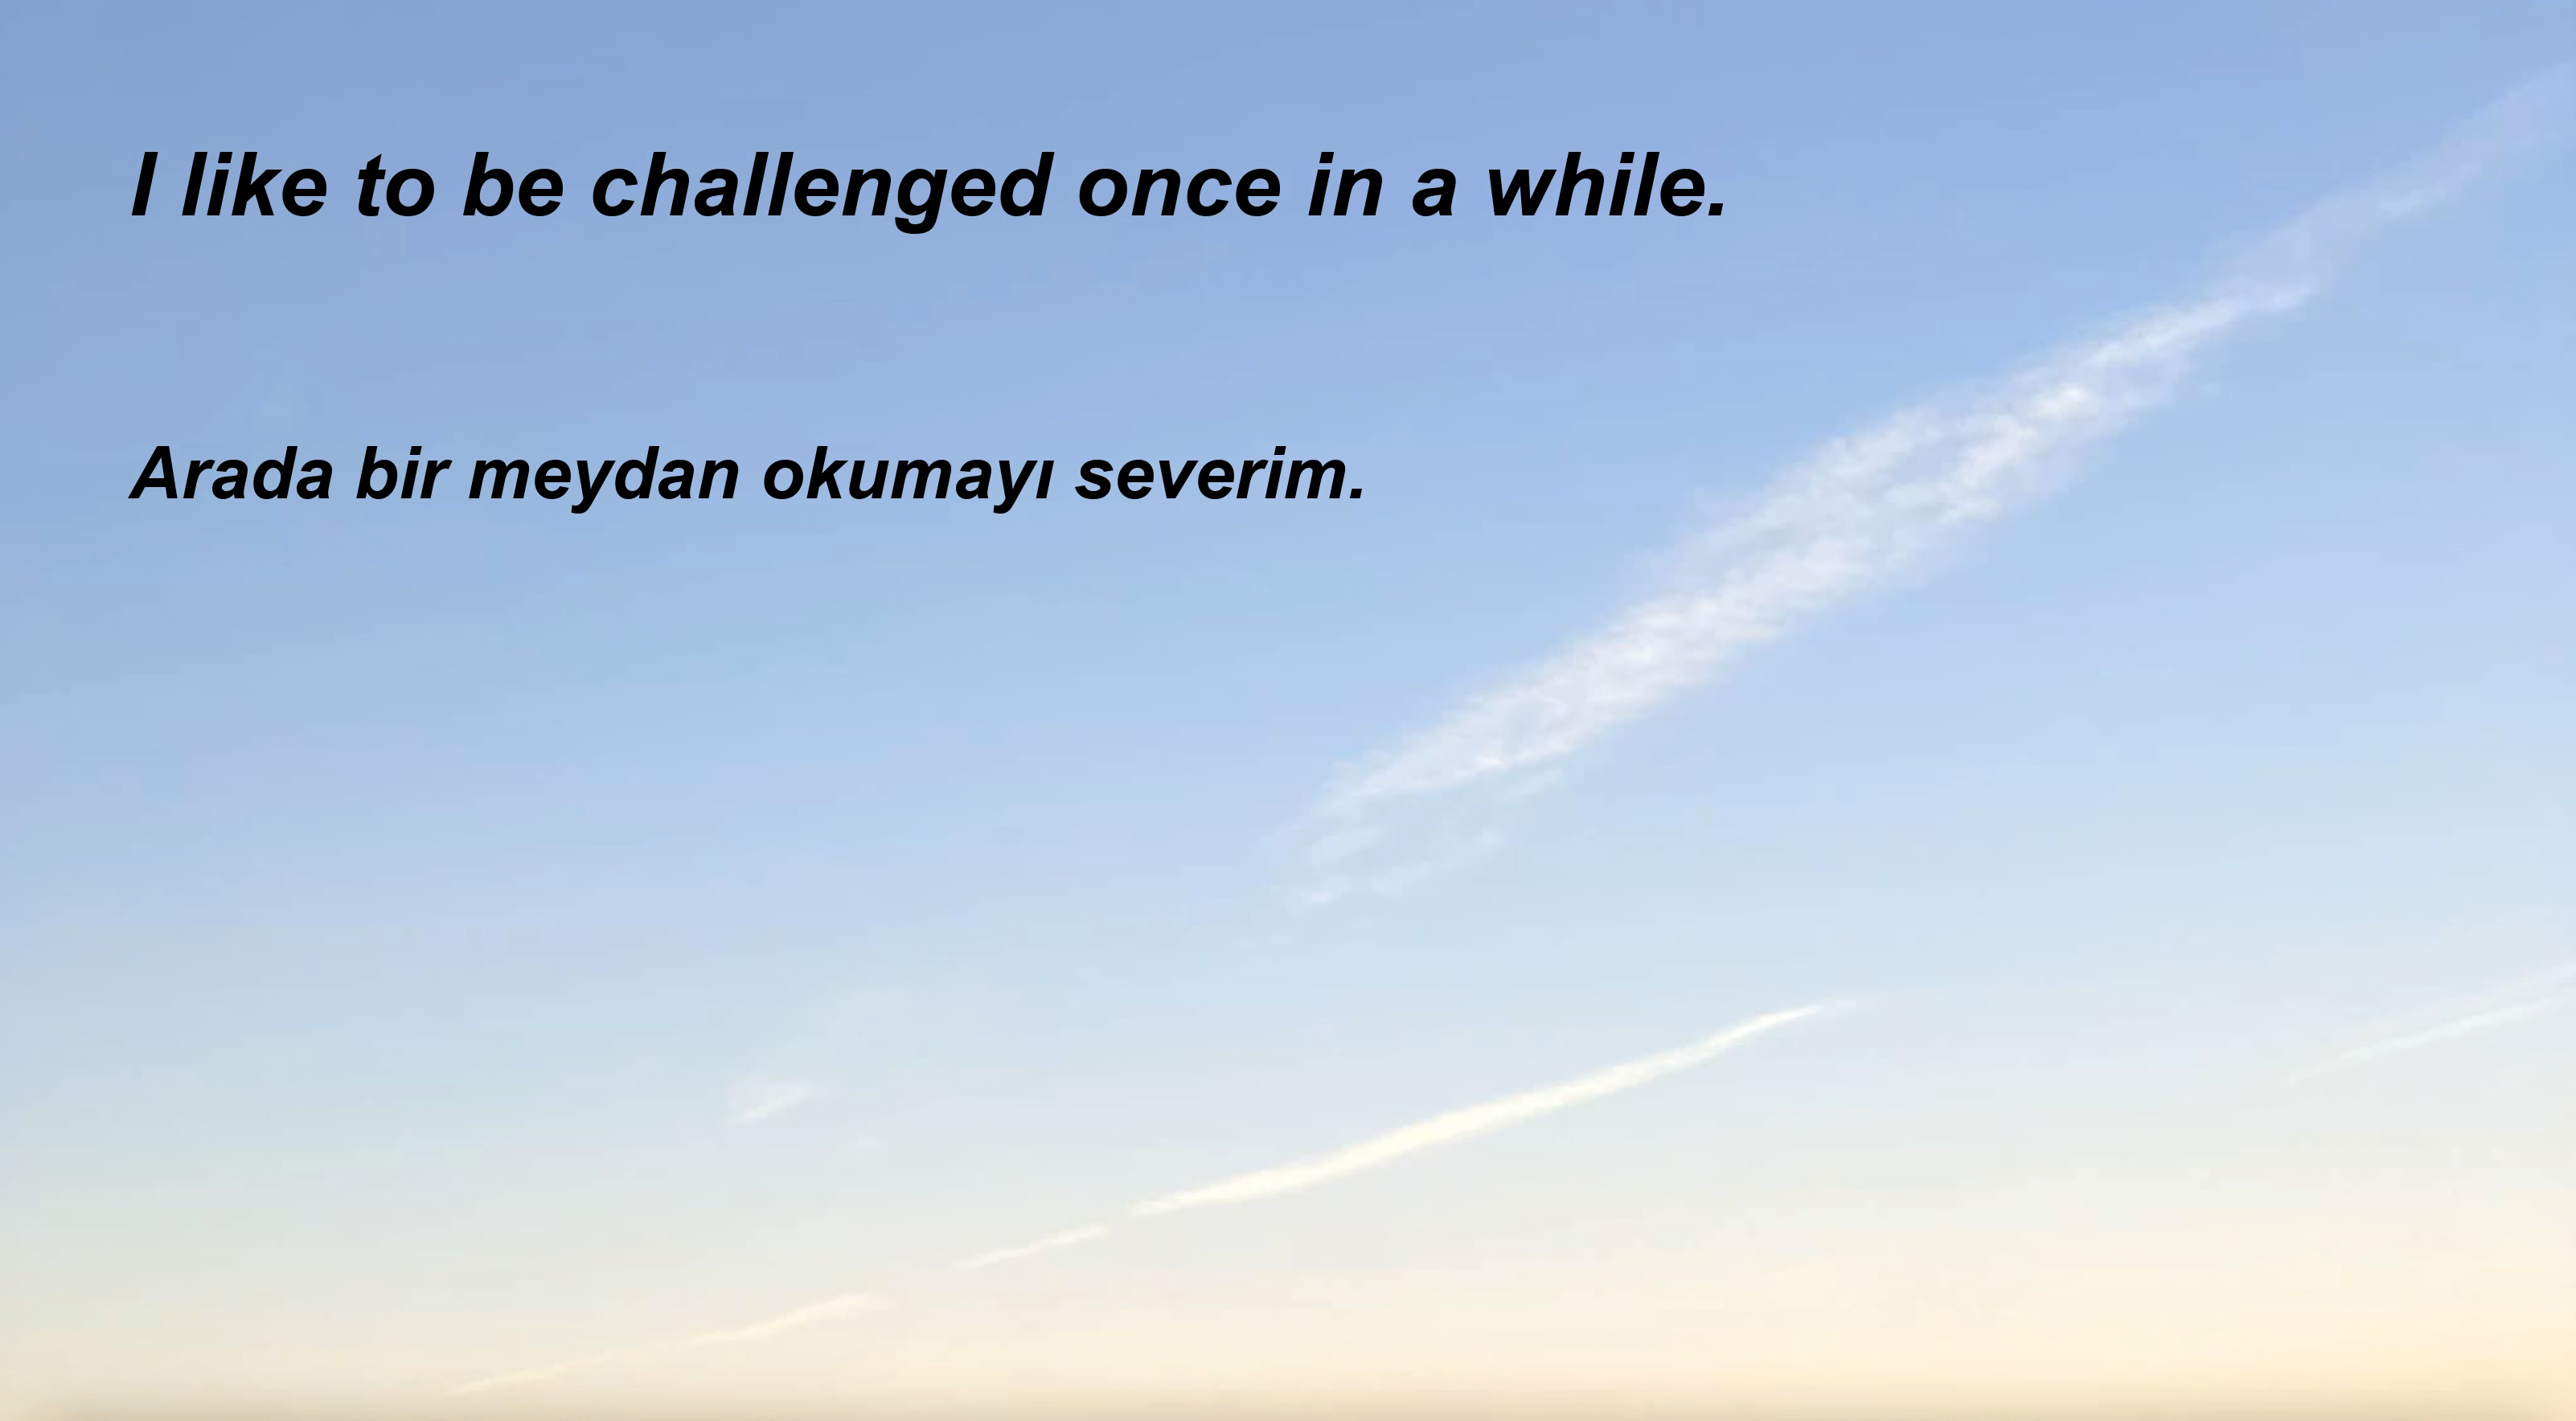 I like to be challenged once in a while.
Arada bir meydan okumayı severim.